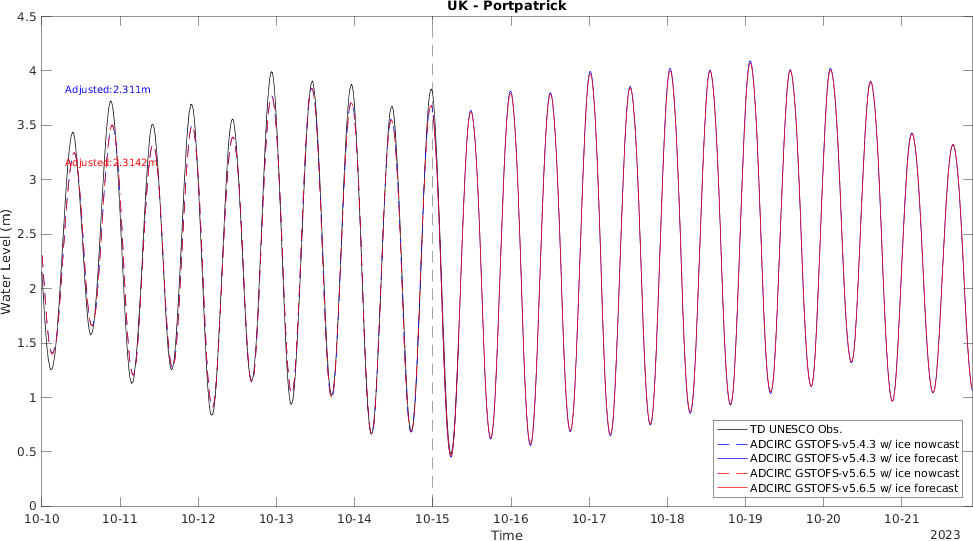 UK - Portpatrick
4.5
4
3.5
3
2.5
2
1.5
1
0.5
0
Water Level (m)
Adjusted:2.311m
Adjusted:2.3142m
TD UNESCO Obs.
ADCIRC GSTOFS-v5.4.3 w/ ice nowcast
ADCIRC GSTOFS-v5.4.3 w/ ice forecast
ADCIRC GSTOFS-v5.6.5 w/ ice nowcast
ADCIRC GSTOFS-v5.6.5 w/ ice forecast
10-10 10-11 10-12 10-13 10-14 10-15 10-16 10-17 10-18 10-19 10-20 10-21
Time
2023